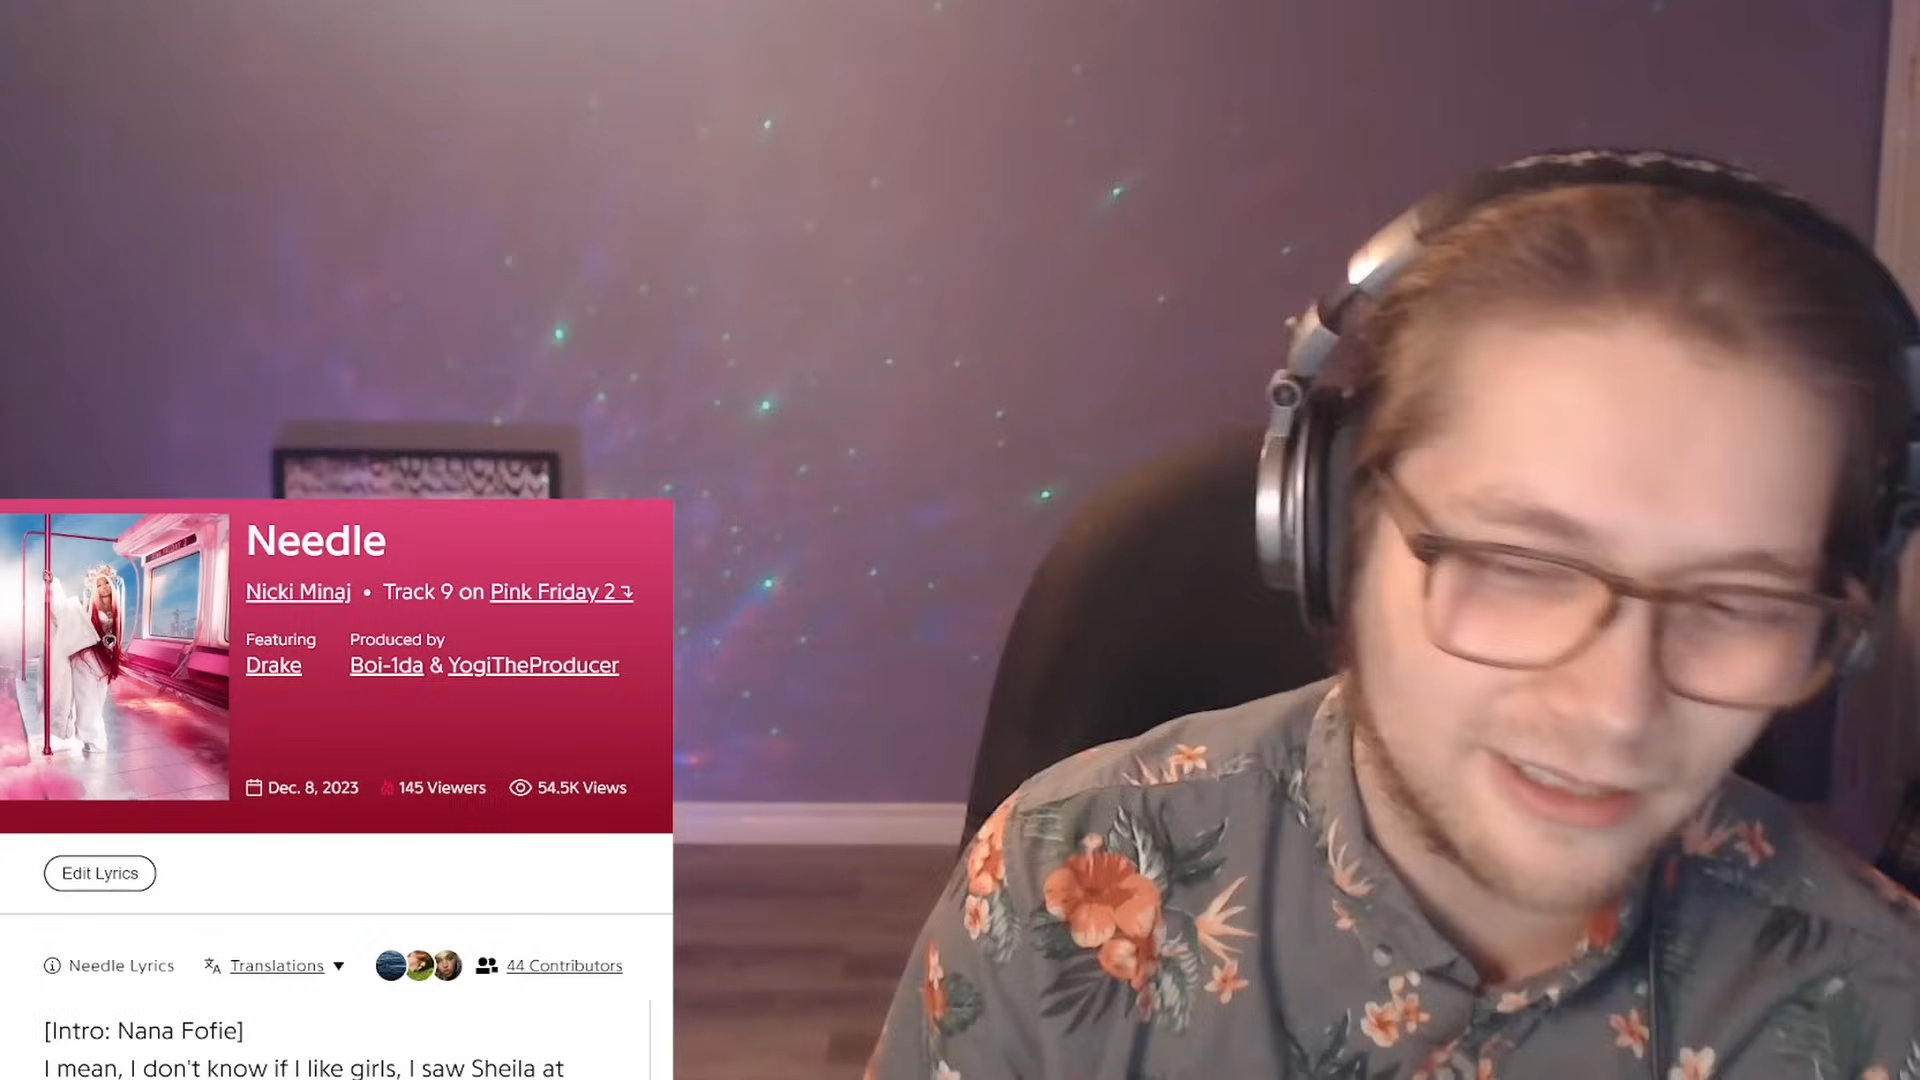 Needle
Nicki Minaj • Track 9 on Pink Friday 2
Featuring
Drake
Produced by
Boi-1da & YogiTheProducer
Dec. 8, 2023 145 Viewers 54.5K Views
Edit Lyrics
Needle Lyrics Translations 44 Contributors
[Intro: Nana Fofie]
I mean, I don't know if I like girls, I saw Sheila at